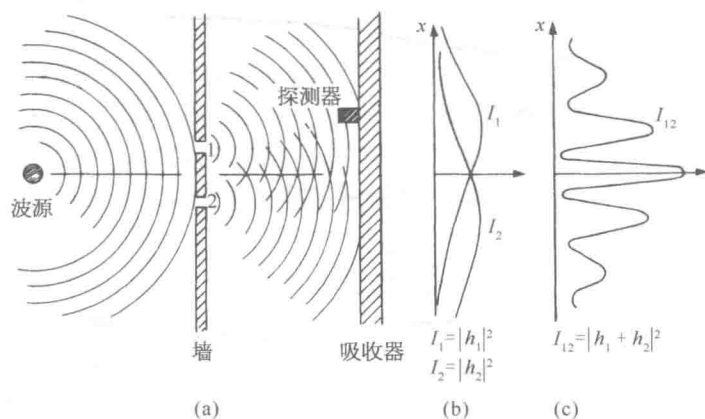 x
x
探测器
I₁
I₁₂
1
波源
2
I₂
墙
吸收器
I₁=|h₁|²
I₂=|h₂|²
I₁₂=|h₁ + h₂|²
(a)
(b)
(c)